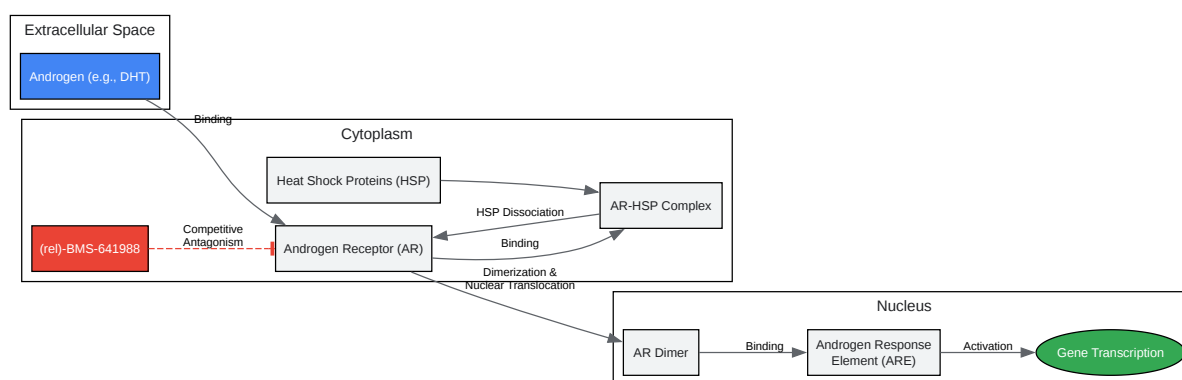 Extracellular Space
Androgen (e.g., DHT)
Binding
Cytoplasm
Heat Shock Proteins (HSP)
AR-HSP Complex
HSP Dissociation
(rel)-BMS-641988
Competitive
Antagonism
Androgen Receptor (AR)
Binding
Dimerization &
Nuclear Translocation
Nucleus
AR Dimer
Binding
Androgen Response
Element (ARE)
Activation
Gene Transcription